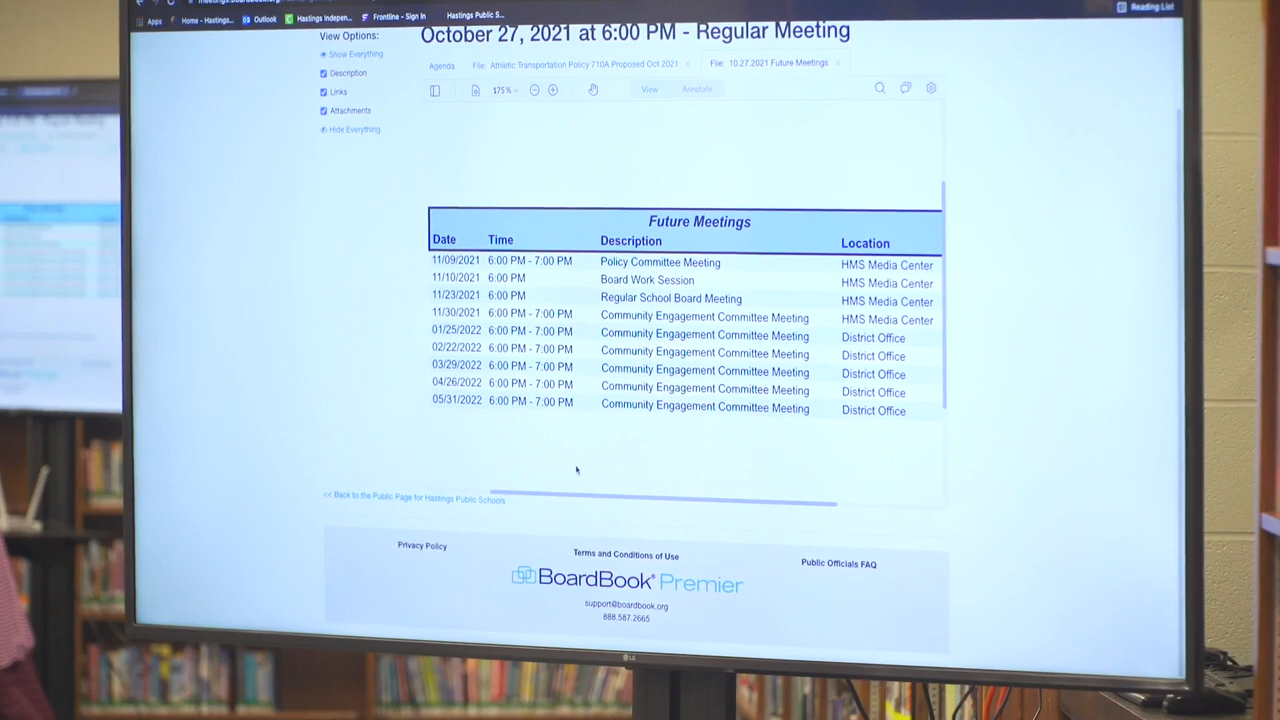 meetings.boardbook.org
Reading List
Apps Home - Hastings... Outlook Hastings Indepen... Frontline - Sign In Hastings Public S...
View Options:
Show Everything
Description
Links
Attachments
Hide Everything
October 27, 2021 at 6:00 PM - Regular Meeting
Agenda File: Athletic Transportation Policy 710A Proposed Oct 2021 × File: 10.27.2021 Future Meetings ×
175% View Annotate
Future Meetings
Date Time Description Location
11/09/2021 6:00 PM - 7:00 PM Policy Committee Meeting HMS Media Center
11/10/2021 6:00 PM Board Work Session HMS Media Center
11/23/2021 6:00 PM Regular School Board Meeting HMS Media Center
11/30/2021 6:00 PM - 7:00 PM Community Engagement Committee Meeting HMS Media Center
01/25/2022 6:00 PM - 7:00 PM Community Engagement Committee Meeting District Office
02/22/2022 6:00 PM - 7:00 PM Community Engagement Committee Meeting District Office
03/29/2022 6:00 PM - 7:00 PM Community Engagement Committee Meeting District Office
04/26/2022 6:00 PM - 7:00 PM Community Engagement Committee Meeting District Office
05/31/2022 6:00 PM - 7:00 PM Community Engagement Committee Meeting District Office
<< Back to the Public Page for Hastings Public Schools
Privacy Policy Terms and Conditions of Use Public Officials FAQ
BoardBook® Premier
support@boardbook.org
888.587.2665
LG